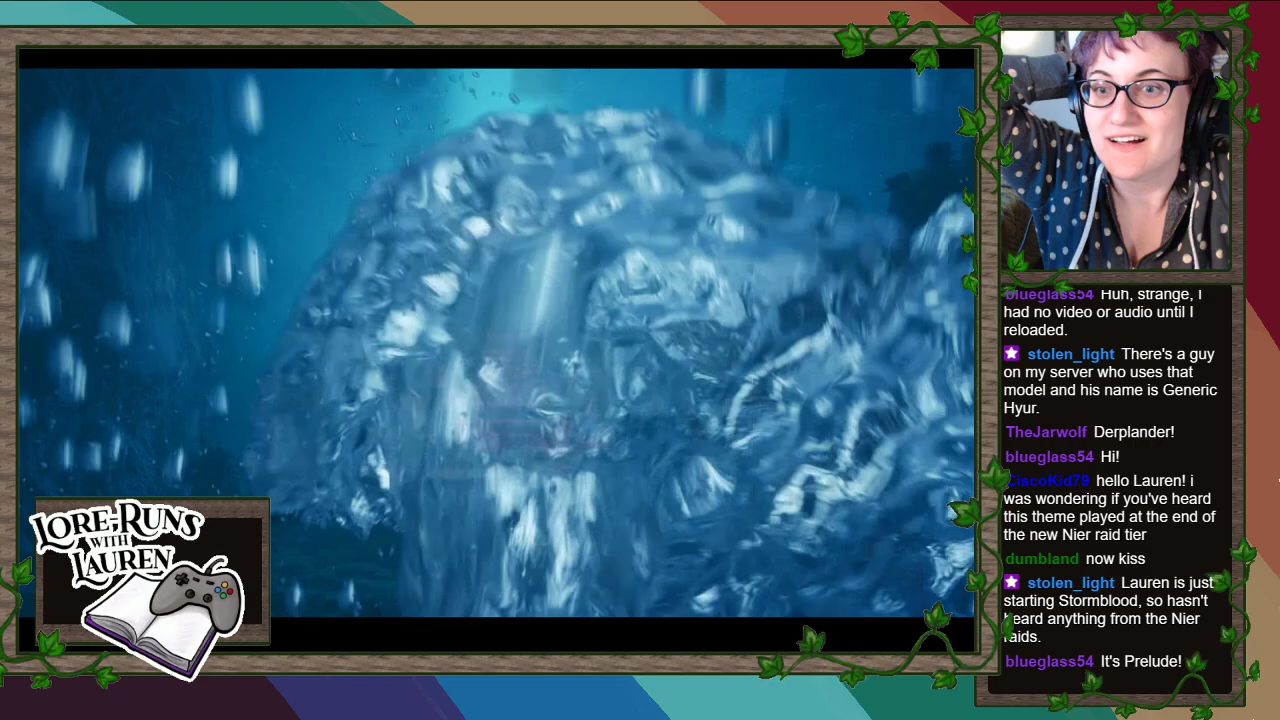 LORE-RUNS
WITH
LAUREN
blueglass54 Huh, strange, I
had no video or audio until I
reloaded.
stolen_light There's a guy
on my server who uses that
model and his name is Generic
Hyur.
TheJarwolf Derplander!
blueglass54 Hi!
CiscoKid79 hello Lauren! i
was wondering if you've heard
this theme played at the end of
the new Nier raid tier
dumbland now kiss
stolen_light Lauren is just
starting Stormblood, so hasn't
heard anything from the Nier
raids.
blueglass54 It's Prelude!